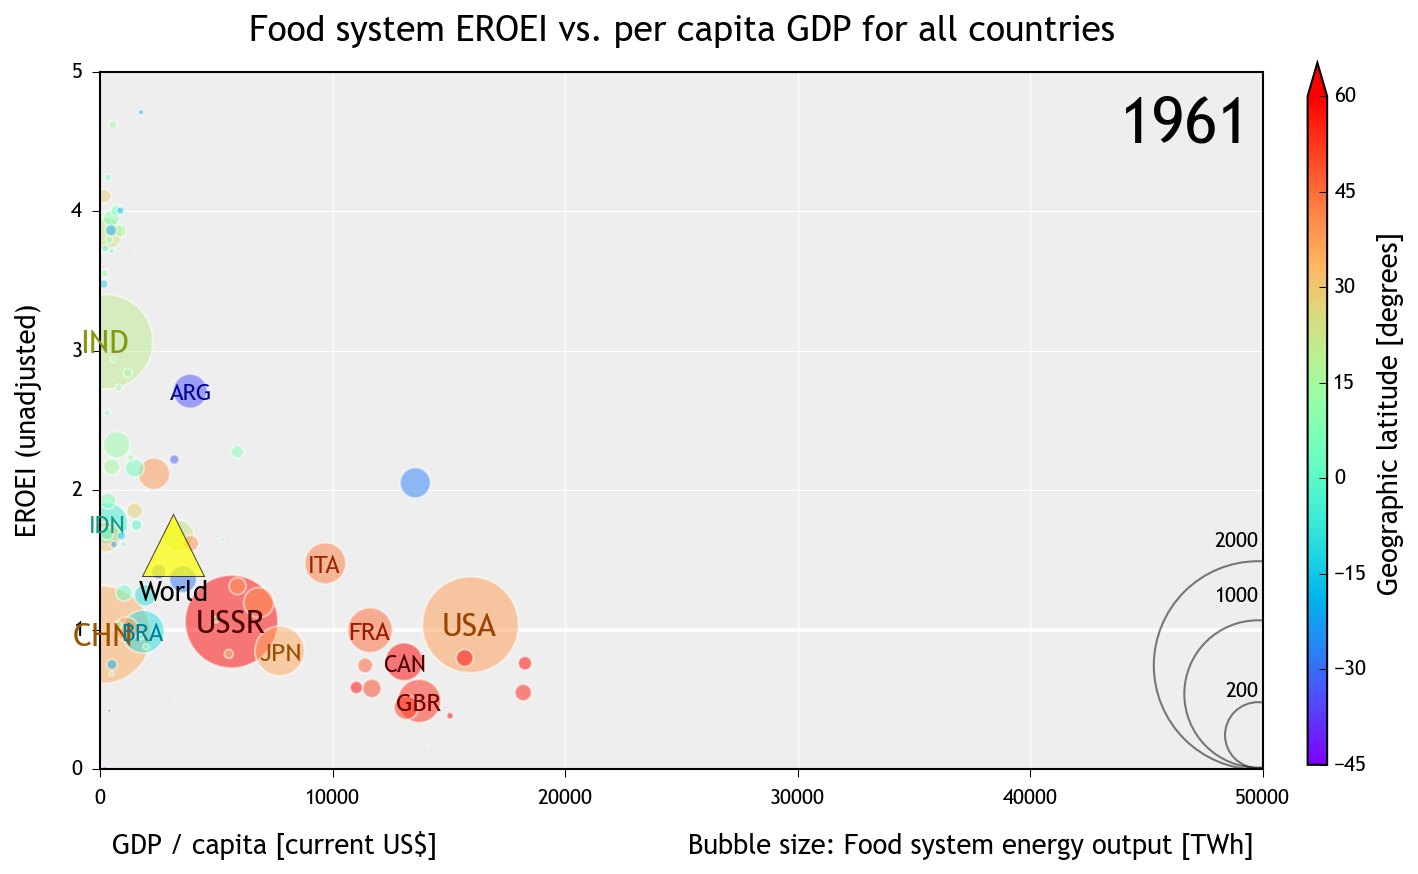 Food system EROEI vs. per capita GDP for all countries
1961
EROEI (unadjusted)
5
4
3
2
1
0
IND
ARG
IDN
World
ITA
CHN
BRA
USSR
JPN
FRA
CAN
GBR
USA
2000
1000
200
0
10000
20000
30000
40000
50000
GDP / capita [current US$]
Bubble size: Food system energy output [TWh]
60
45
30
15
0
−15
−30
−45
Geographic latitude [degrees]